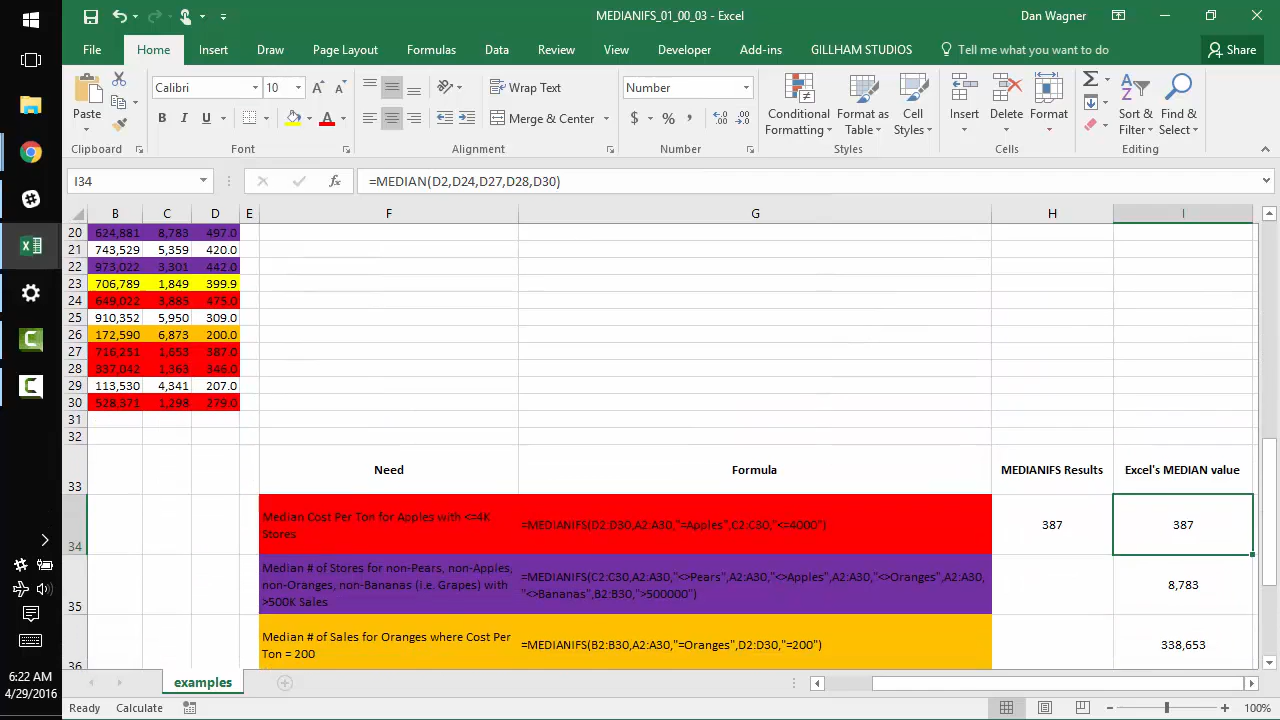 MEDIANIFS_01_00_03 - Excel
Dan Wagner
File Home Insert Draw Page Layout Formulas Data Review View Developer Add-ins GILLHAM STUDIOS Tell me what you want to do Share
Paste
Clipboard
Calibri 10
B I U A
Font
Wrap Text
Merge & Center
Alignment
Number
$ % ,
Number
Conditional Formatting
Format as Table
Cell Styles
Styles
Insert Delete Format
Cells
Sort & Filter
Find & Select
Editing
I34 fx =MEDIAN(D2,D24,D27,D28,D30)
B C D E F G H I
20 624,881 8,783 497.0
21 743,529 5,359 420.0
22 973,022 3,301 442.0
23 706,789 1,849 399.9
24 649,022 3,885 475.0
25 910,352 5,950 309.0
26 172,590 6,873 200.0
27 716,251 1,653 387.0
28 337,042 1,363 346.0
29 113,530 4,341 207.0
30 528,371 1,298 279.0
31
32
33 Need Formula MEDIANIFS Results Excel's MEDIAN value
34
Median Cost Per Ton for Apples with <=4K
Stores
=MEDIANIFS(D2:D30,A2:A30,"=Apples",C2:C30,"<=4000")
387 387
35
Median # of Stores for non-Pears, non-Apples,
non-Oranges, non-Bananas (i.e. Grapes) with
>500K Sales
=MEDIANIFS(C2:C30,A2:A30,"<>Pears",A2:A30,"<>Apples",A2:A30,"<>Oranges",A2:A30,
"<>Bananas",B2:B30,">500000")
8,783
36
Median # of Sales for Oranges where Cost Per
Ton = 200
=MEDIANIFS(B2:B30,A2:A30,"=Oranges",D2:D30,"=200")
338,653
examples
Ready Calculate
100%
6:22 AM
4/29/2016